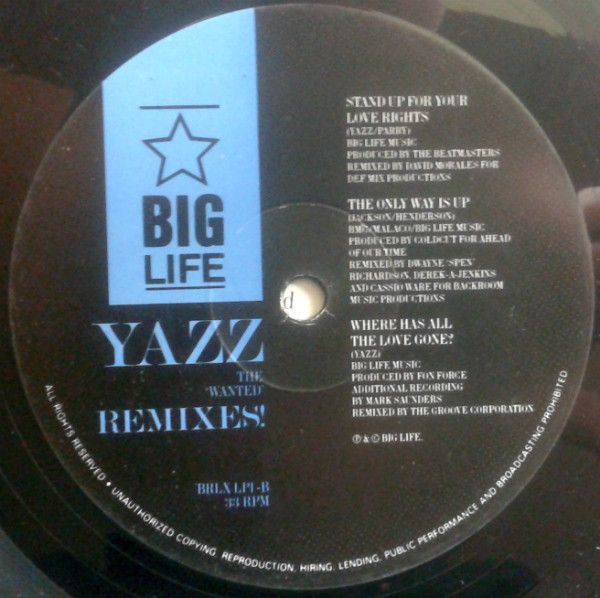 BIG
LIFE
YAZZ
THE
'WANTED'
REMIXES!
BRLX LP1-B
33 RPM
STAND UP FOR YOUR
LOVE RIGHTS
(YAZZ/PARRY)
BIG LIFE MUSIC
PRODUCED BY THE BEATMASTERS
REMIXED BY DAVID MORALES FOR
DEF MIX PRODUCTIONS
THE ONLY WAY IS UP
(JACKSON/HENDERSON)
BMG/MALACO/BIG LIFE MUSIC
PRODUCED BY COLDCUT FOR AHEAD
OF OUR TIME
REMIXED BY DWAYNE 'SPEN'
RICHARDSON, DEREK-A-JENKINS
AND CASSIO WARE FOR BACKROOM
MUSIC PRODUCTIONS
WHERE HAS ALL
THE LOVE GONE?
(YAZZ)
BIG LIFE MUSIC
PRODUCED BY FON FORCE
ADDITIONAL RECORDING
BY MARK SAUNDERS
REMIXED BY THE GROOVE CORPORATION
℗ & © BIG LIFE.
d
ALL RIGHTS RESERVED • UNAUTHORIZED COPYING, REPRODUCTION, HIRING, LENDING, PUBLIC PERFORMANCE AND BROADCASTING PROHIBITED